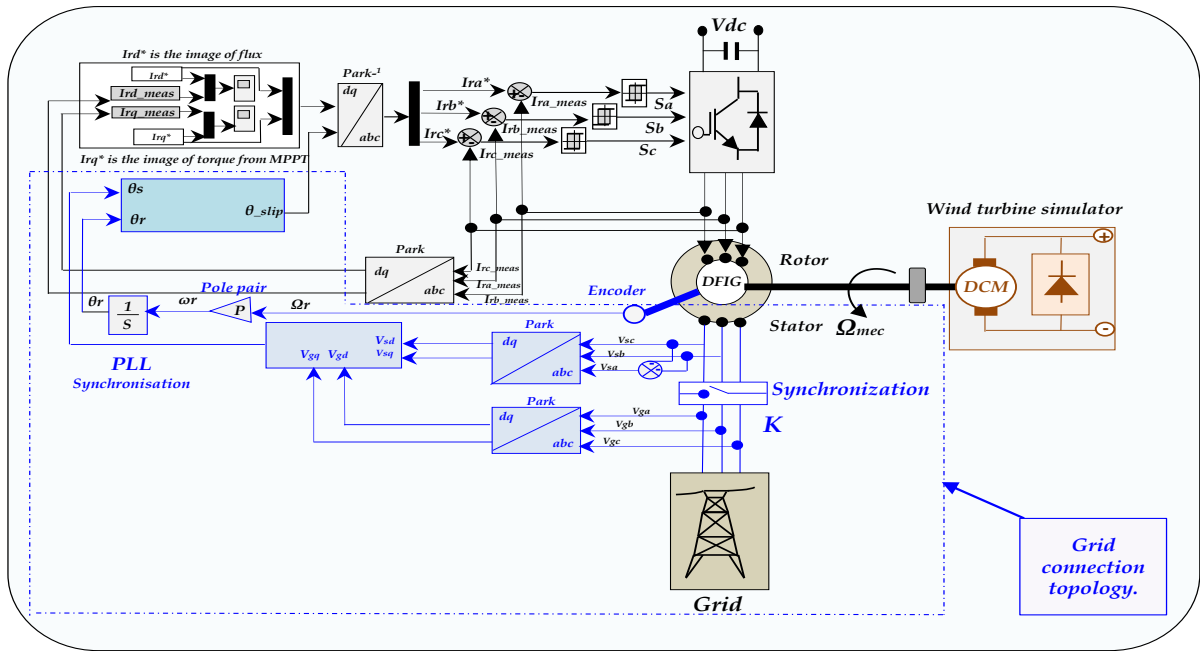 Vdc
Ird* is the image of flux
Ird*
Ird_meas
Irq_meas
Irq*
Irq* is the image of torque from MPPT
Park-1
dq
abc
Ira*
Irb*
Irc*
Ira_meas
Irb_meas
Irc_meas
Sa
Sb
Sc
θs
θr
θ_slip
Park
dq
abc
Irc_meas
Ira_meas
Irb_meas
Wind turbine simulator
Rotor
DFIG
Stator
Ωmec
DCM
+
-
Encoder
Pole pair
θr
1
S
ωr
P
Ωr
PLL
Synchronisation
Vsd
Vsq
Vgq Vgd
Park
dq
abc
Vsc
Vsb
Vsa
Park
dq
abc
Vga
Vgb
Vgc
Synchronization
K
Grid
Grid
connection
topology.